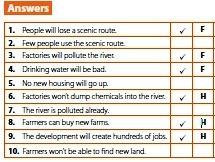 Answers
1. People will lose a scenic route. ✓ F
2. Few people use the scenic route.
3. Factories will pollute the river. ✓ F
4. Drinking water will be bad. ✓ F
5. No new housing will go up.
6. Factories won't dump chemicals into the river. ✓ H
7. The river is polluted already.
8. Farmers can buy new farms. ✓ H
9. The development will create hundreds of jobs. ✓ H
10. Farmers won't be able to find new land.